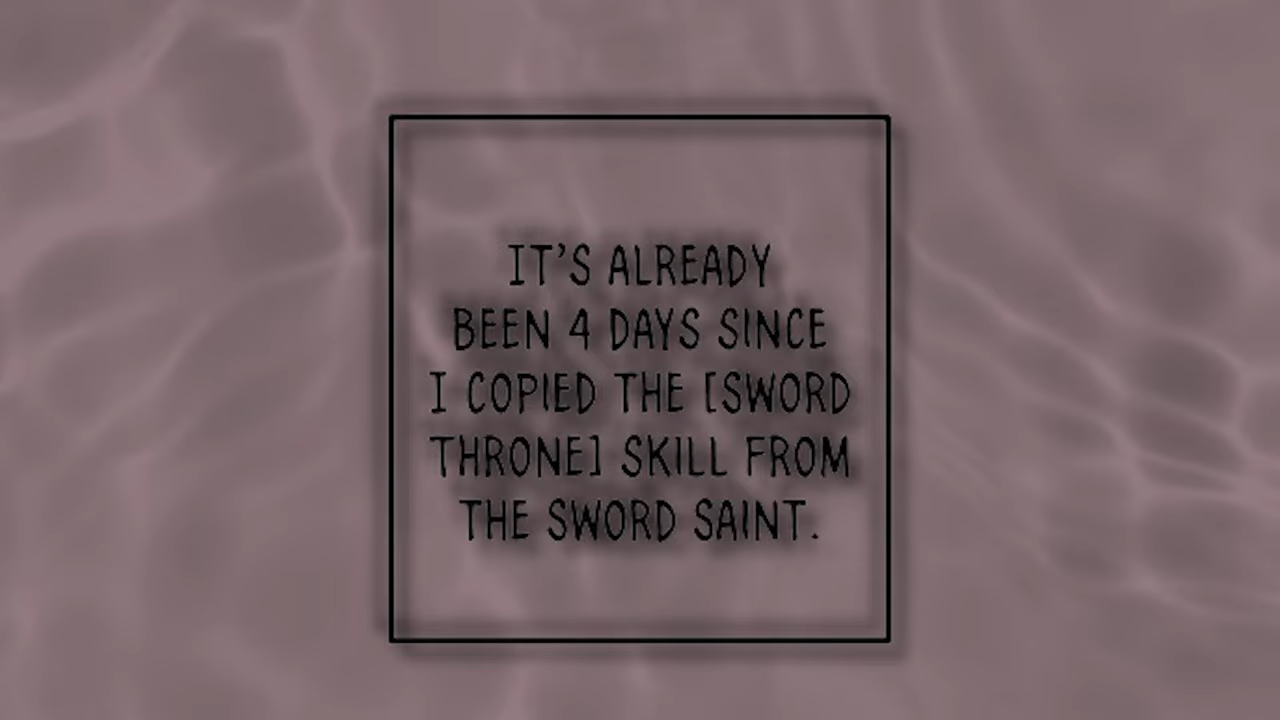 IT'S ALREADY
BEEN 4 DAYS SINCE
I COPIED THE [SWORD
THRONE] SKILL FROM
THE SWORD SAINT.